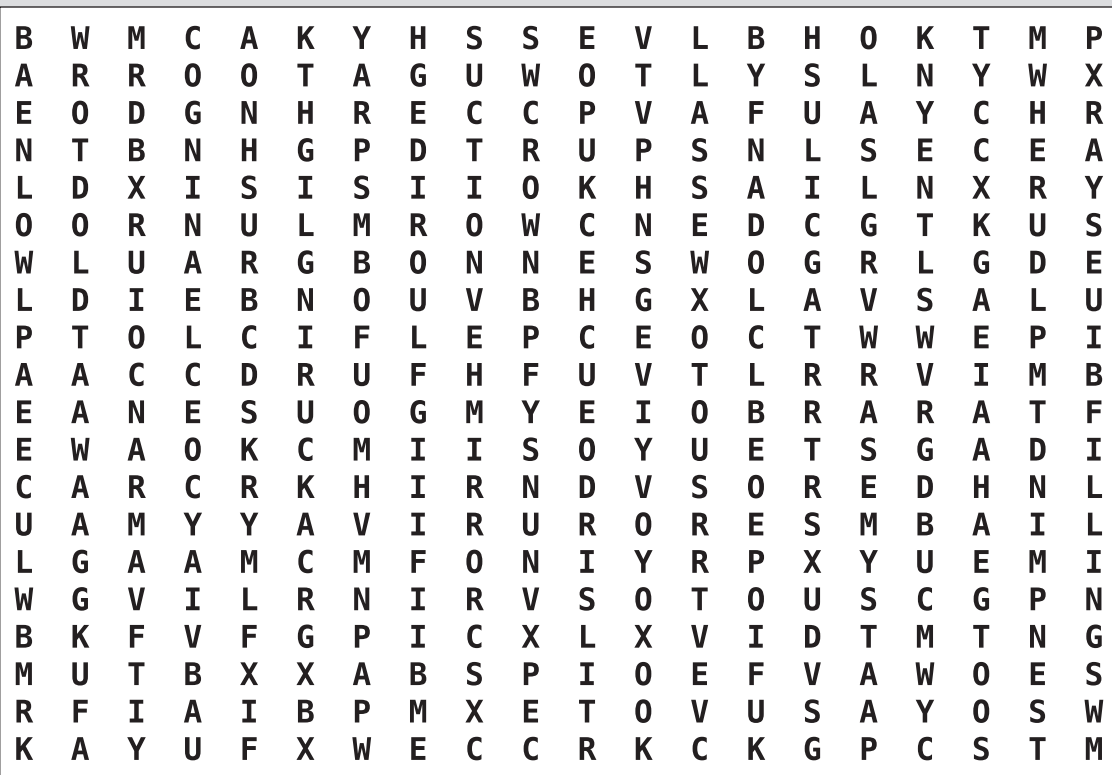 B W M C A K Y H S S E V L B H O K T M P
A R R O O T A G U W O T L Y S L N Y W X
E O D G N H R E C C P V A F U A Y C H R
N T B N H G P D T R U P S N L S E C E A
L D X I S I S I I O K H S A I L N X R Y
O O R N U L M R O W C N E D C G T K U S
W L U A R G B O N N E S W O G R L G D E
L D I E B N O U V B H G X L A V S A L U
P T O L C I F L E P C E O C T W W E P I
A A C C D R U F H F U V T L R R V I M B
E A N E S U O G M Y E I O B R A R A T F
E W A O K C M I I S O Y U E T S G A D I
C A R C R K H I R N D V S O R E D H N L
U A M Y Y A V I R U R O R E S M B A I L
L G A A M C M F O N I Y R P X Y U E M I
W G V I L R N I R V S O T O U S C G P N
B K F V F G P I C X L X V I D T M T N G
M U T B X X A B S P I O E F V A W O E S
R F I A I B P M X E T O V U S A Y O S W
K A Y U F X W E C C R K C K G P C S T M